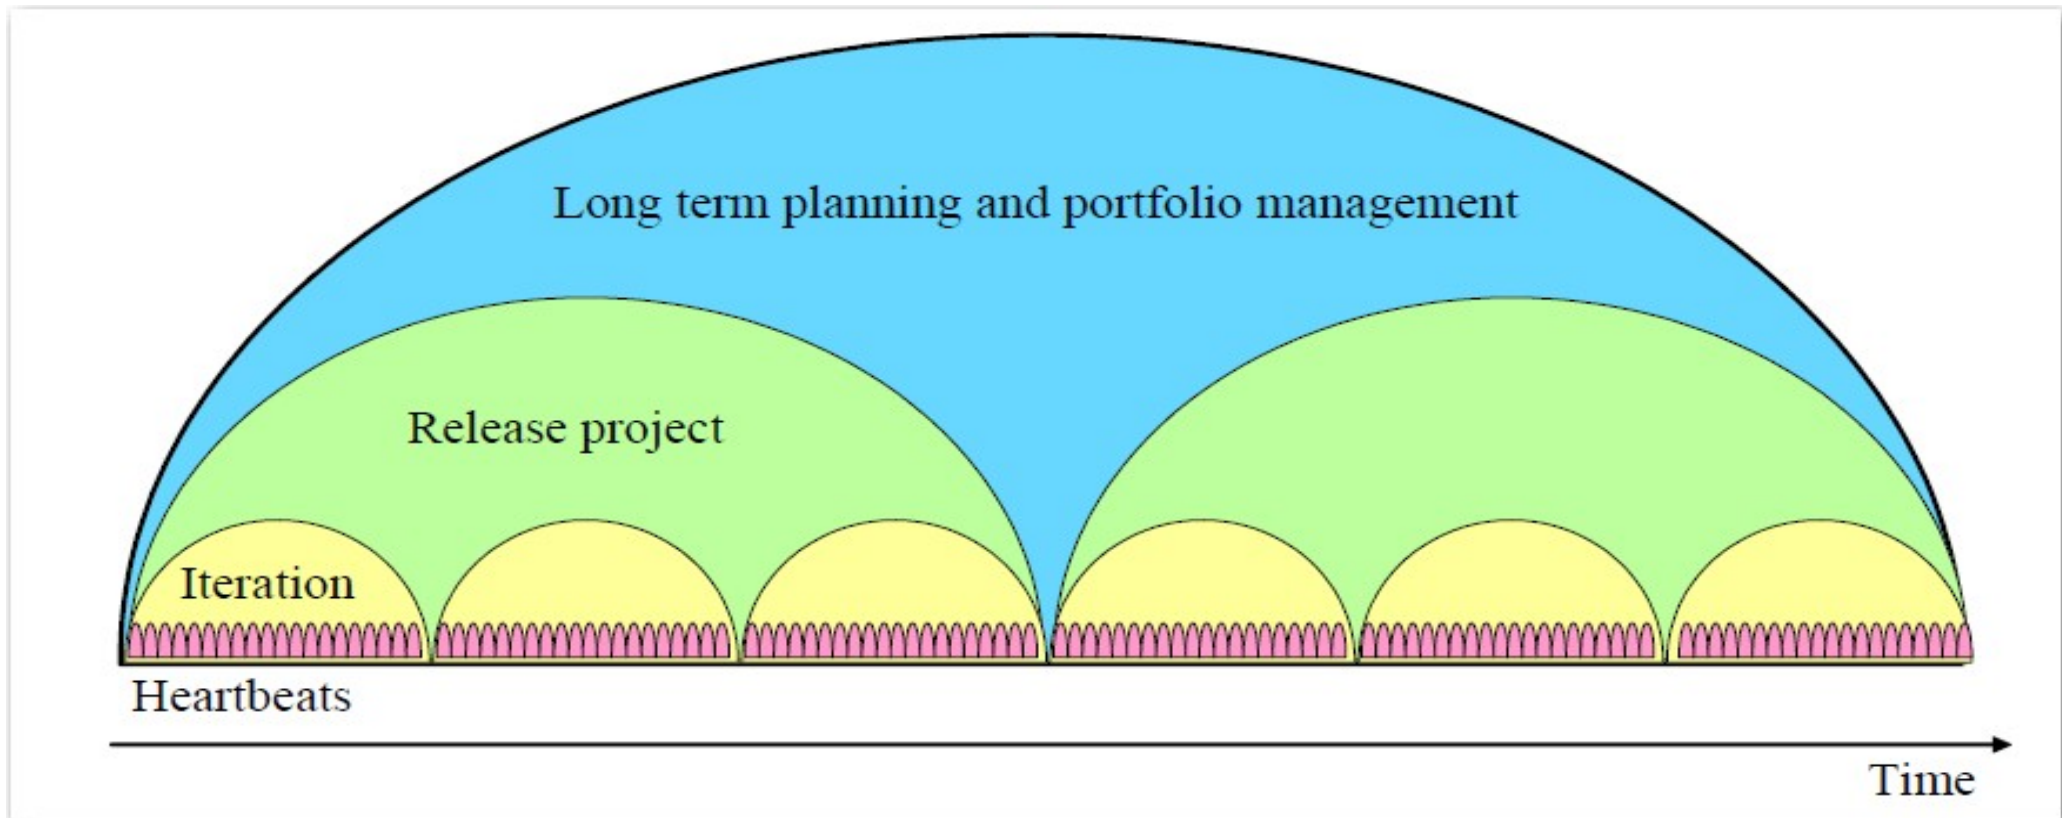 Long term planning and portfolio management
Release project
Iteration
Heartbeats
Time